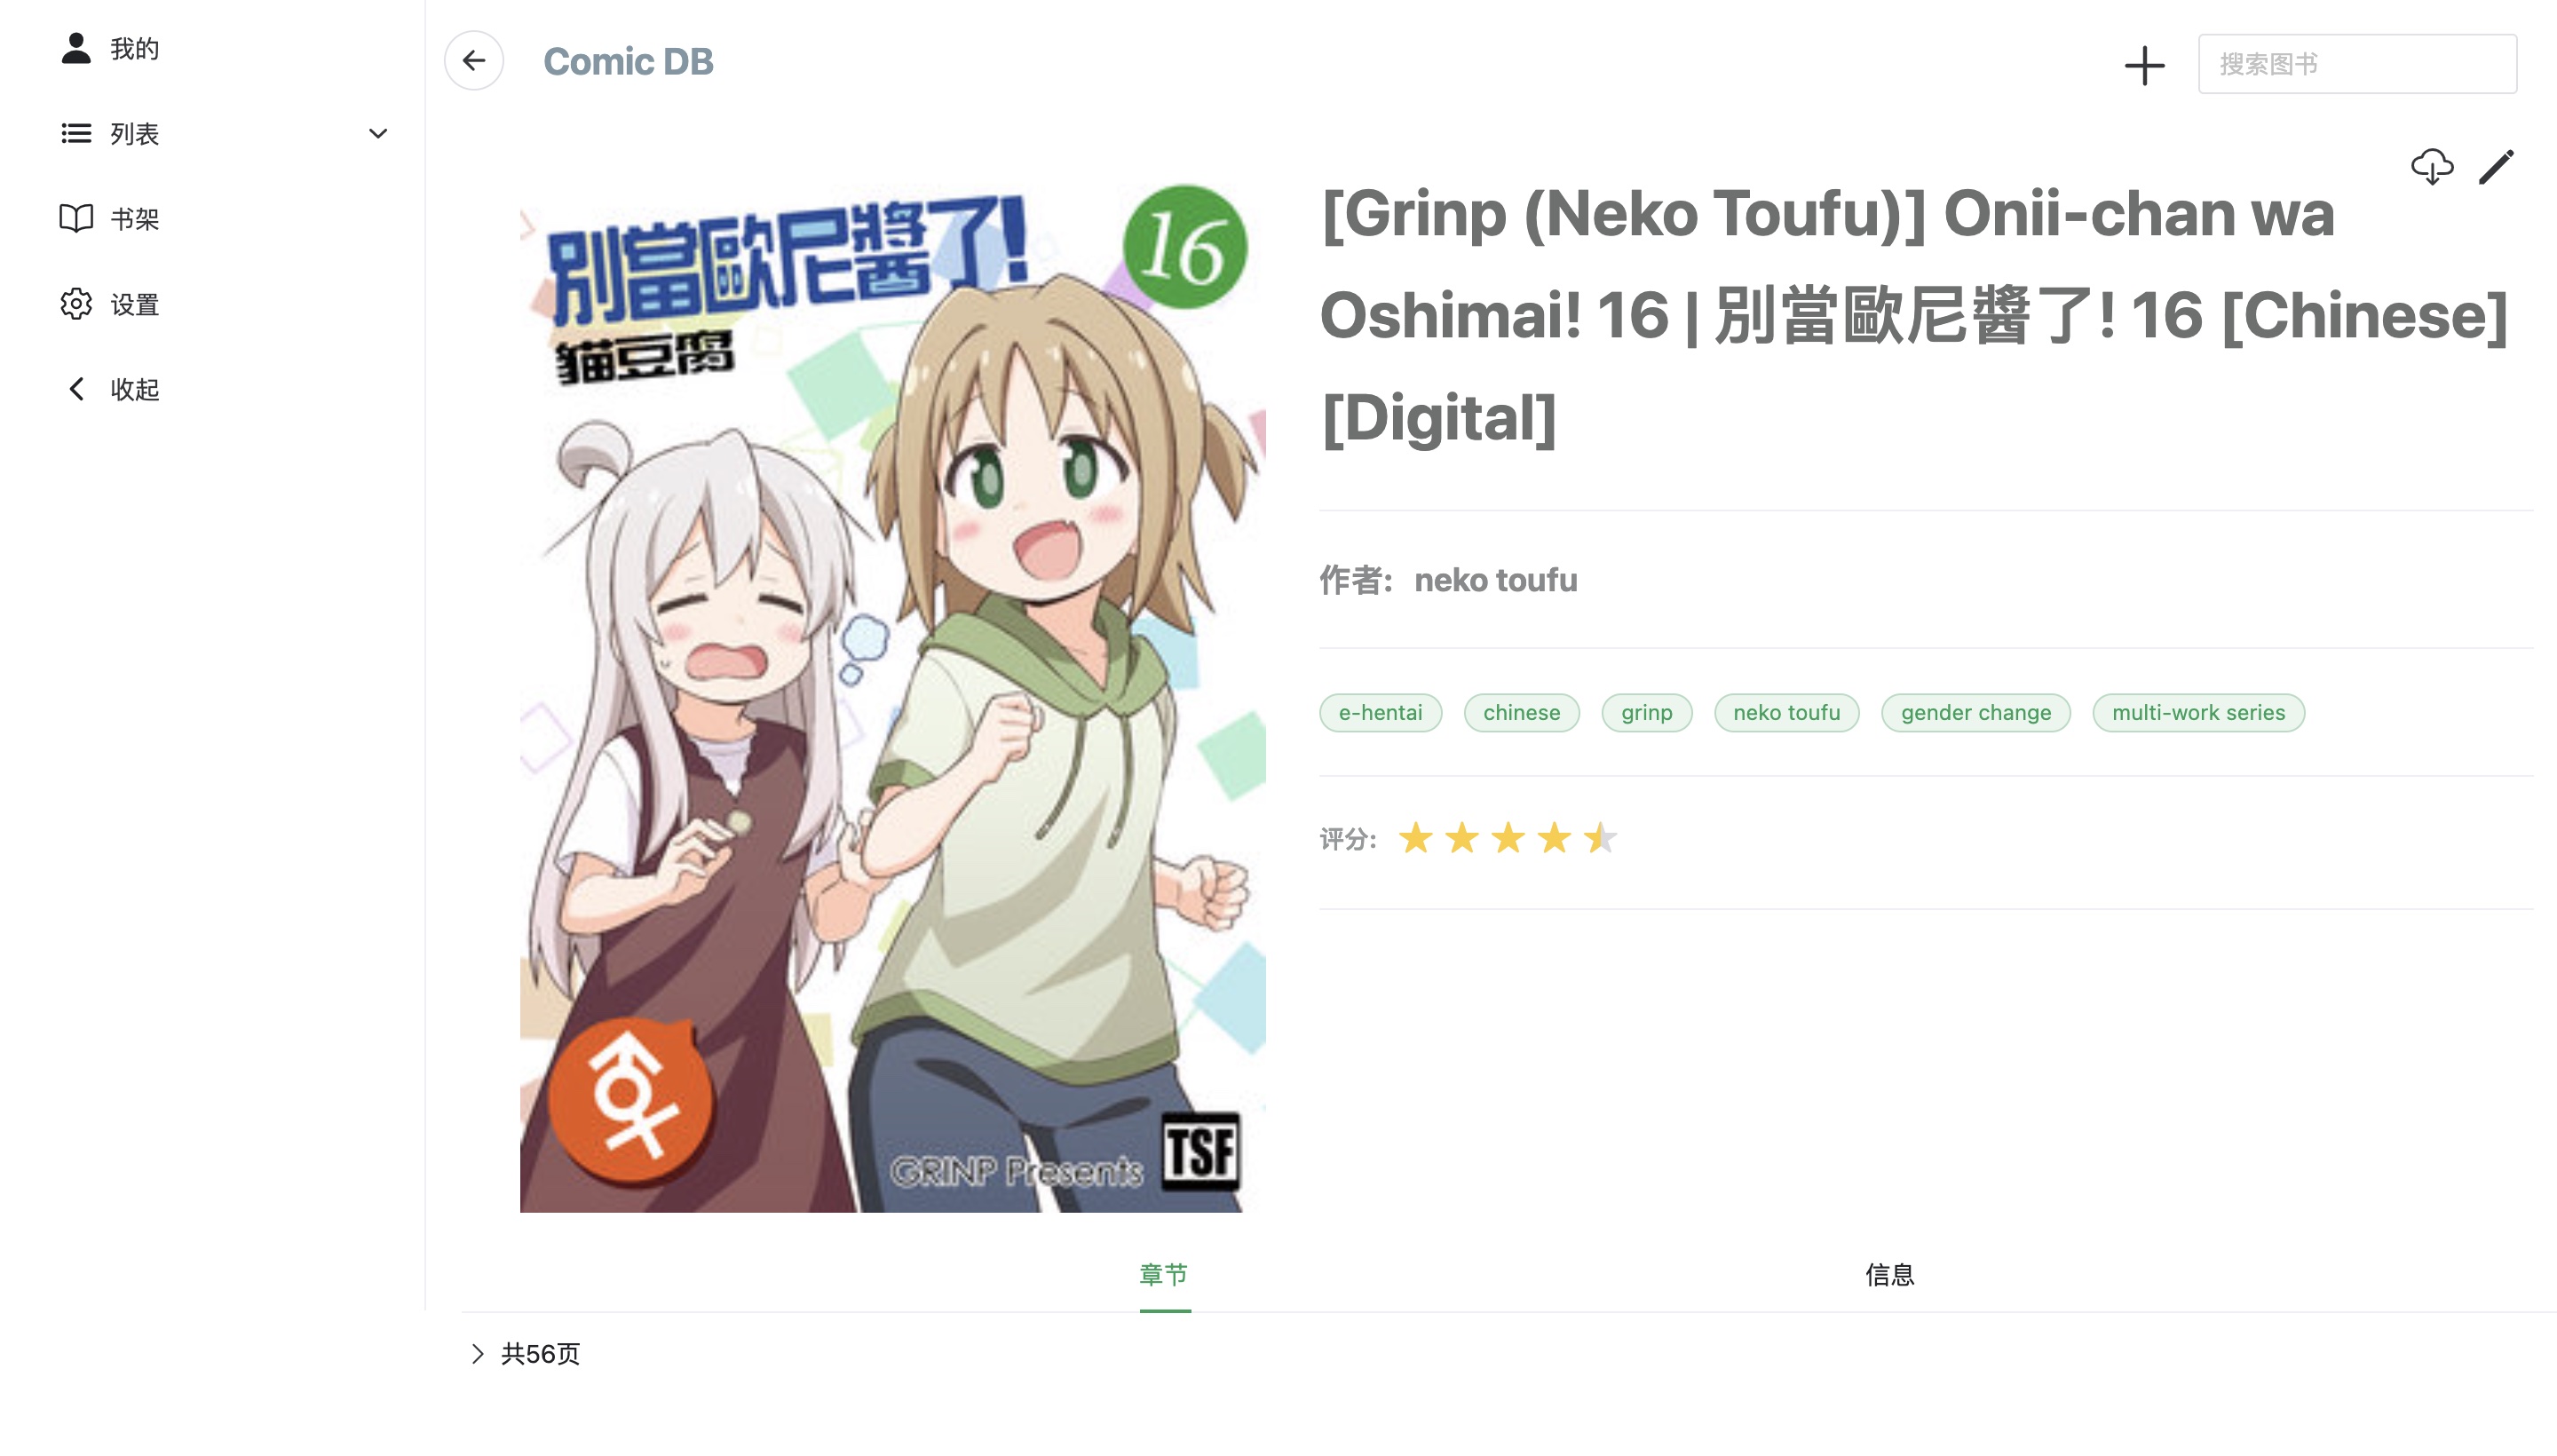 我的
列表
书架
设置
收起
Comic DB
搜索图书
別當歐尼醬了!
16
貓豆腐
GRINP Presents
TSF
[Grinp (Neko Toufu)] Onii-chan wa
Oshimai! 16 | 別當歐尼醬了! 16 [Chinese]
[Digital]
作者: neko toufu
e-hentai chinese grinp neko toufu gender change multi-work series
评分:
章节 信息
共56页